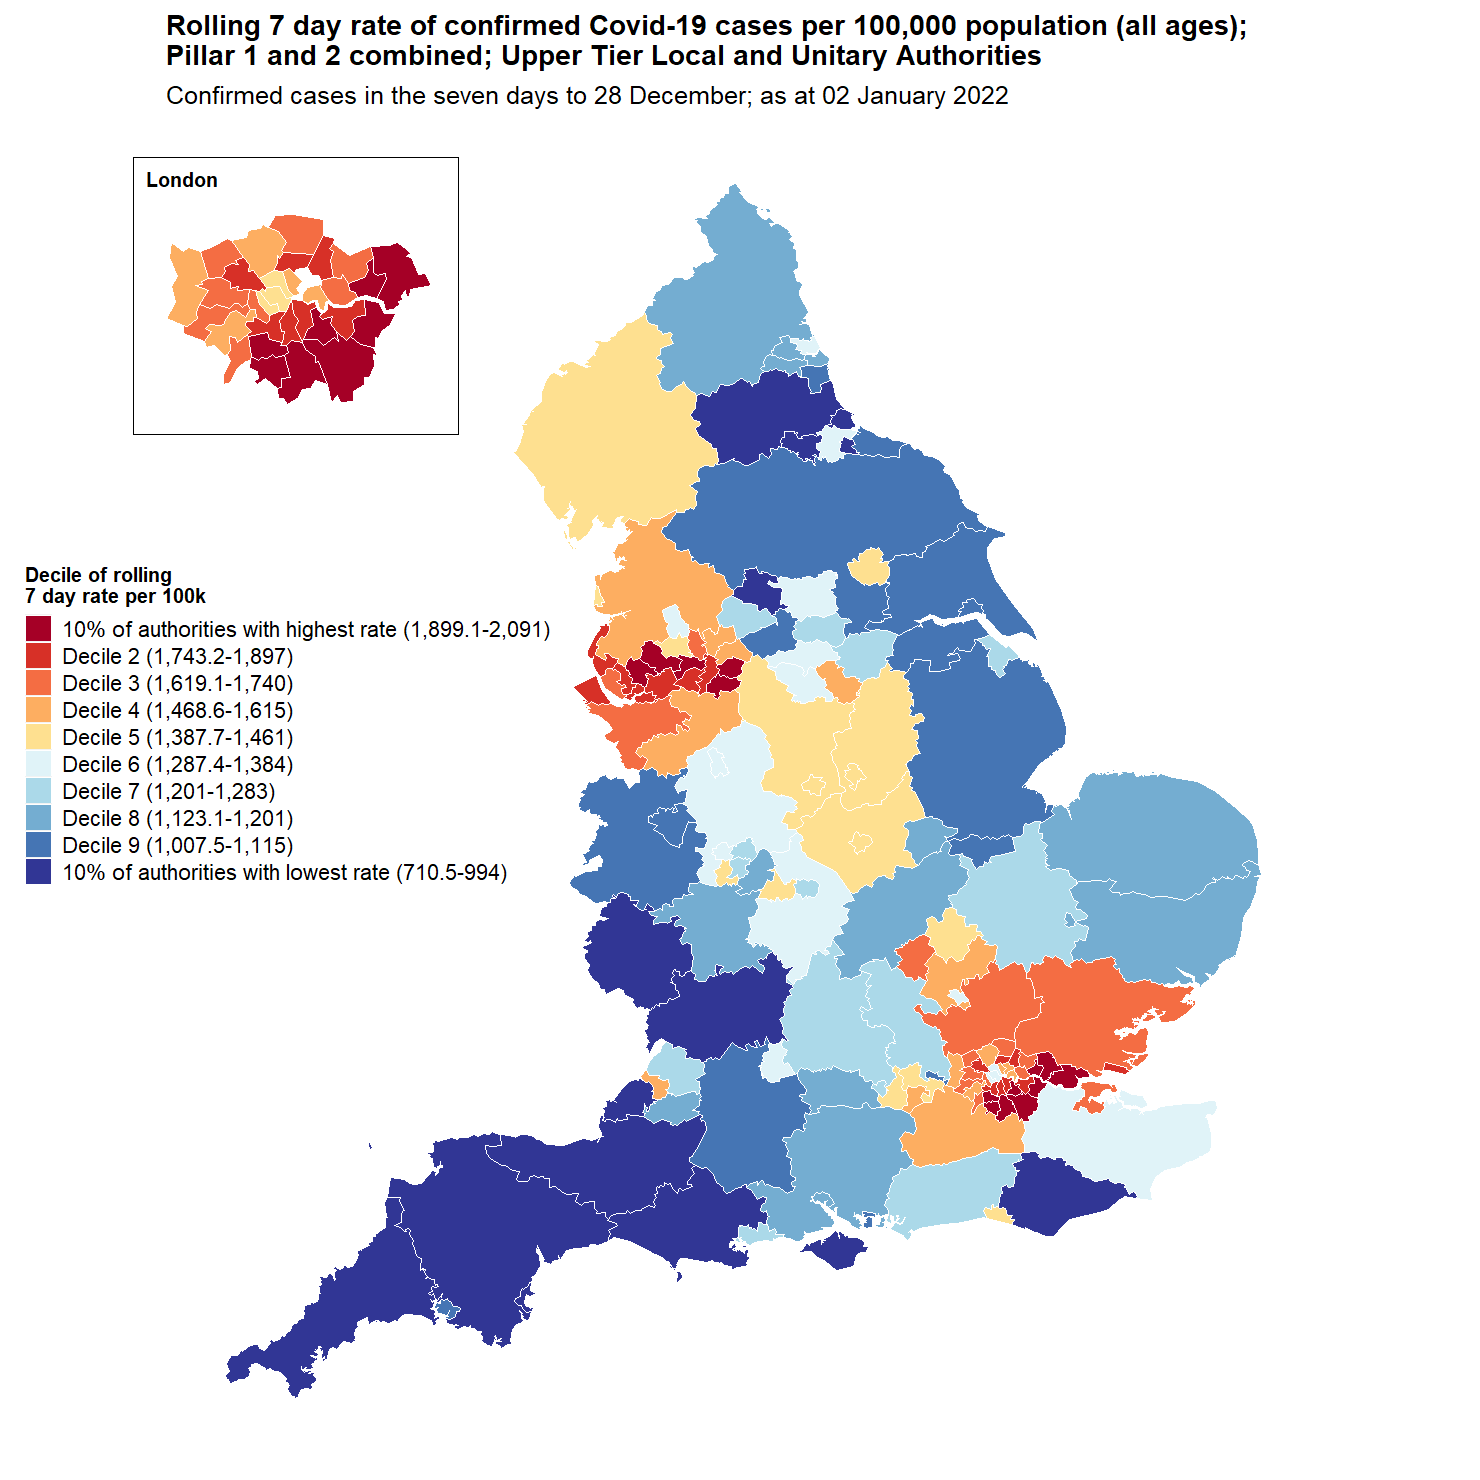 Rolling 7 day rate of confirmed Covid-19 cases per 100,000 population (all ages);
Pillar 1 and 2 combined; Upper Tier Local and Unitary Authorities
Confirmed cases in the seven days to 28 December; as at 02 January 2022
London
Decile of rolling
7 day rate per 100k
10% of authorities with highest rate (1,899.1-2,091)
Decile 2 (1,743.2-1,897)
Decile 3 (1,619.1-1,740)
Decile 4 (1,468.6-1,615)
Decile 5 (1,387.7-1,461)
Decile 6 (1,287.4-1,384)
Decile 7 (1,201-1,283)
Decile 8 (1,123.1-1,201)
Decile 9 (1,007.5-1,115)
10% of authorities with lowest rate (710.5-994)